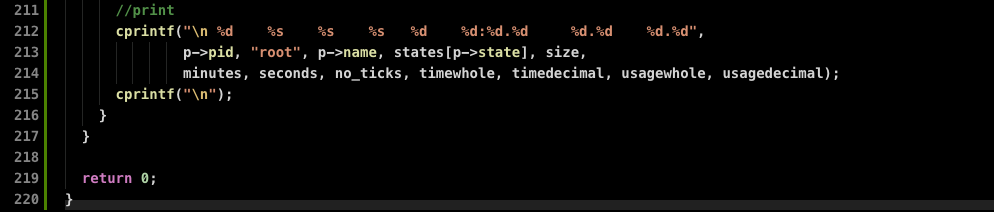 211 //print
212 cprintf("\n %d    %s    %s    %s   %d    %d:%d.%d     %d.%d    %d.%d",
213 p->pid, "root", p->name, states[p->state], size,
214 minutes, seconds, no_ticks, timewhole, timedecimal, usagewhole, usagedecimal);
215 cprintf("\n");
216 }
217 }
218
219 return 0;
220 }